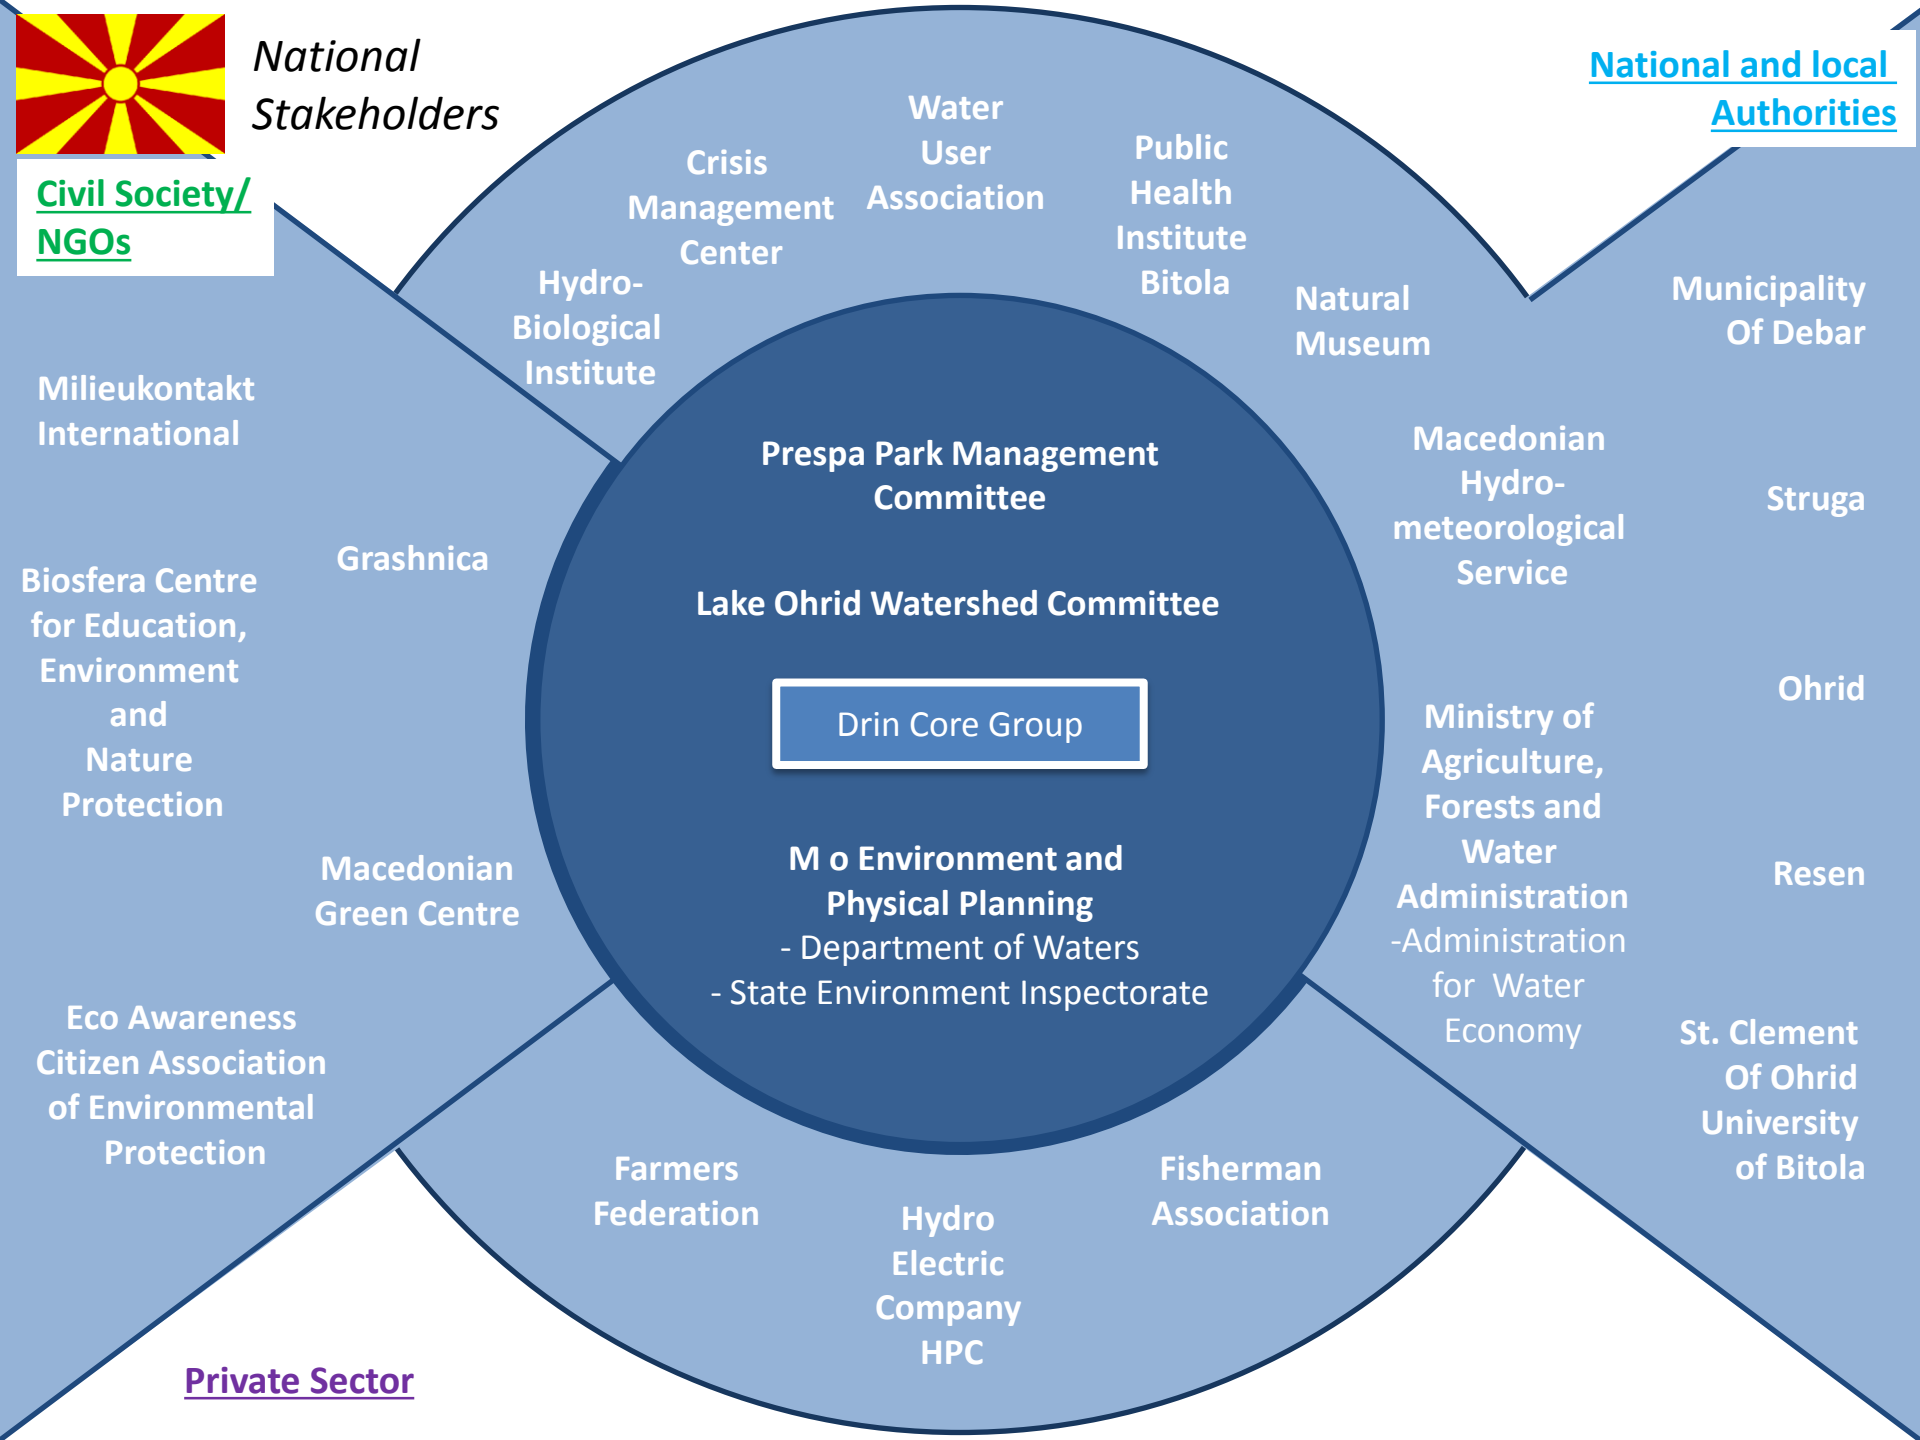 National
Stakeholders
National and local
Authorities
Civil Society/
NGOs
Water
User
Association
Crisis
Management
Center
Public
Health
Institute
Bitola
Hydro-
Biological
Institute
Natural
Museum
Municipality
Of Debar
Milieukontakt
International
Grashnica
Biosfera Centre
for Education,
Environment
and
Nature
Protection
Macedonian
Green Centre
Eco Awareness
Citizen Association
of Environmental
Protection
Prespa Park Management
Committee
Lake Ohrid Watershed Committee
Drin Core Group
M o Environment and
Physical Planning
- Department of Waters
- State Environment Inspectorate
Macedonian
Hydro-
meteorological
Service
Struga
Ohrid
Ministry of
Agriculture,
Forests and
Water
Administration
-Administration
for Water
Economy
Resen
St. Clement
Of Ohrid
University
of Bitola
Farmers
Federation
Hydro
Electric
Company
HPC
Fisherman
Association
Private Sector